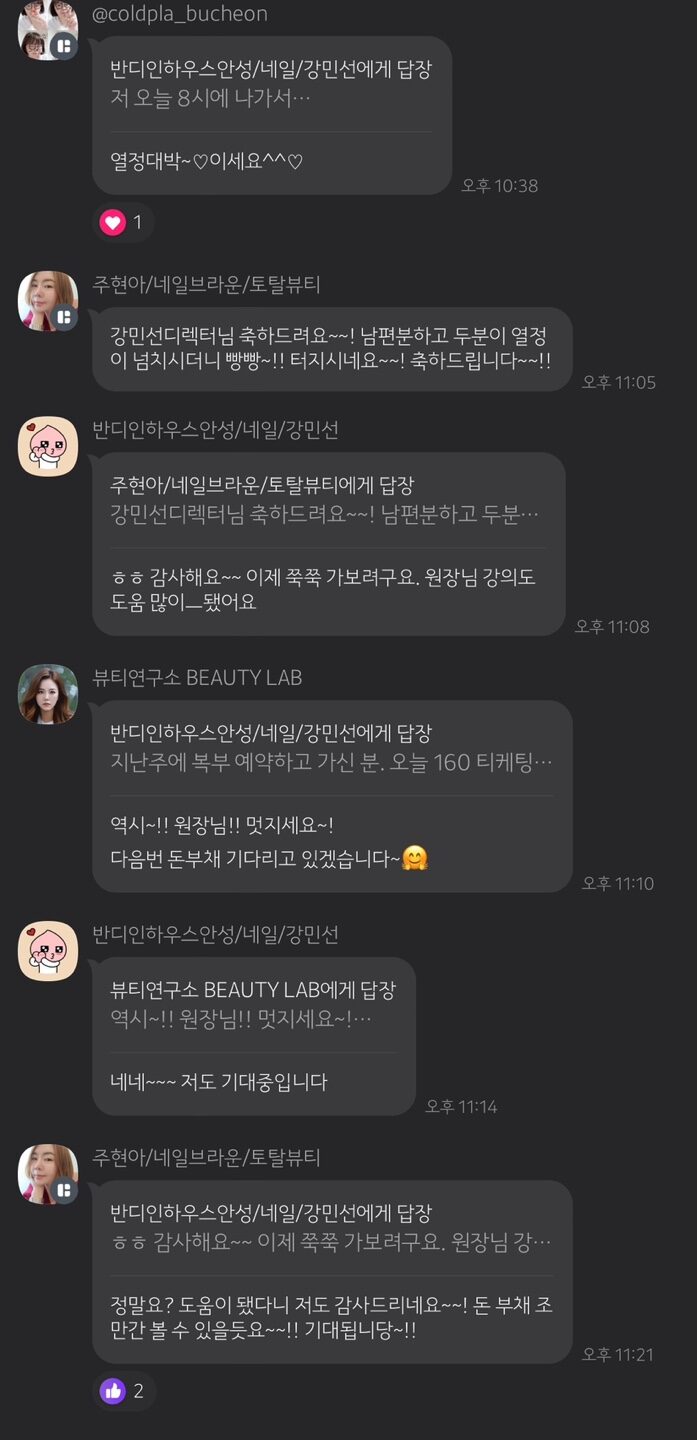 @coldpla_bucheon
반디인하우스안성/네일/강민선에게 답장
저 오늘 8시에 나가서…
열정대박~♡이세요^^♡
오후 10:38
1
주현아/네일브라운/토탈뷰티
강민선디렉터님 축하드려요~~! 남편분하고 두분이 열정
이 넘치시더니 빵빵~!! 터지시네요~~! 축하드립니다~~!!
오후 11:05
반디인하우스안성/네일/강민선
주현아/네일브라운/토탈뷰티에게 답장
강민선디렉터님 축하드려요~~! 남편분하고 두분…
ㅎㅎ 감사해요~~ 이제 쭉쭉 가보려구요. 원장님 강의도
도움 많이ㅡ됐어요
오후 11:08
뷰티연구소 BEAUTY LAB
반디인하우스안성/네일/강민선에게 답장
지난주에 복부 예약하고 가신 분. 오늘 160 티케팅…
역시~!! 원장님!! 멋지세요~!
다음번 돈부채 기다리고 있겠습니다~🤗
오후 11:10
반디인하우스안성/네일/강민선
뷰티연구소 BEAUTY LAB에게 답장
역시~!! 원장님!! 멋지세요~!…
네네~~~ 저도 기대중입니다
오후 11:14
주현아/네일브라운/토탈뷰티
반디인하우스안성/네일/강민선에게 답장
ㅎㅎ 감사해요~~ 이제 쭉쭉 가보려구요. 원장님 강…
정말요? 도움이 됐다니 저도 감사드리네요~~! 돈 부채 조
만간 볼 수 있을듯요~~!! 기대됩니당~!!
오후 11:21
2